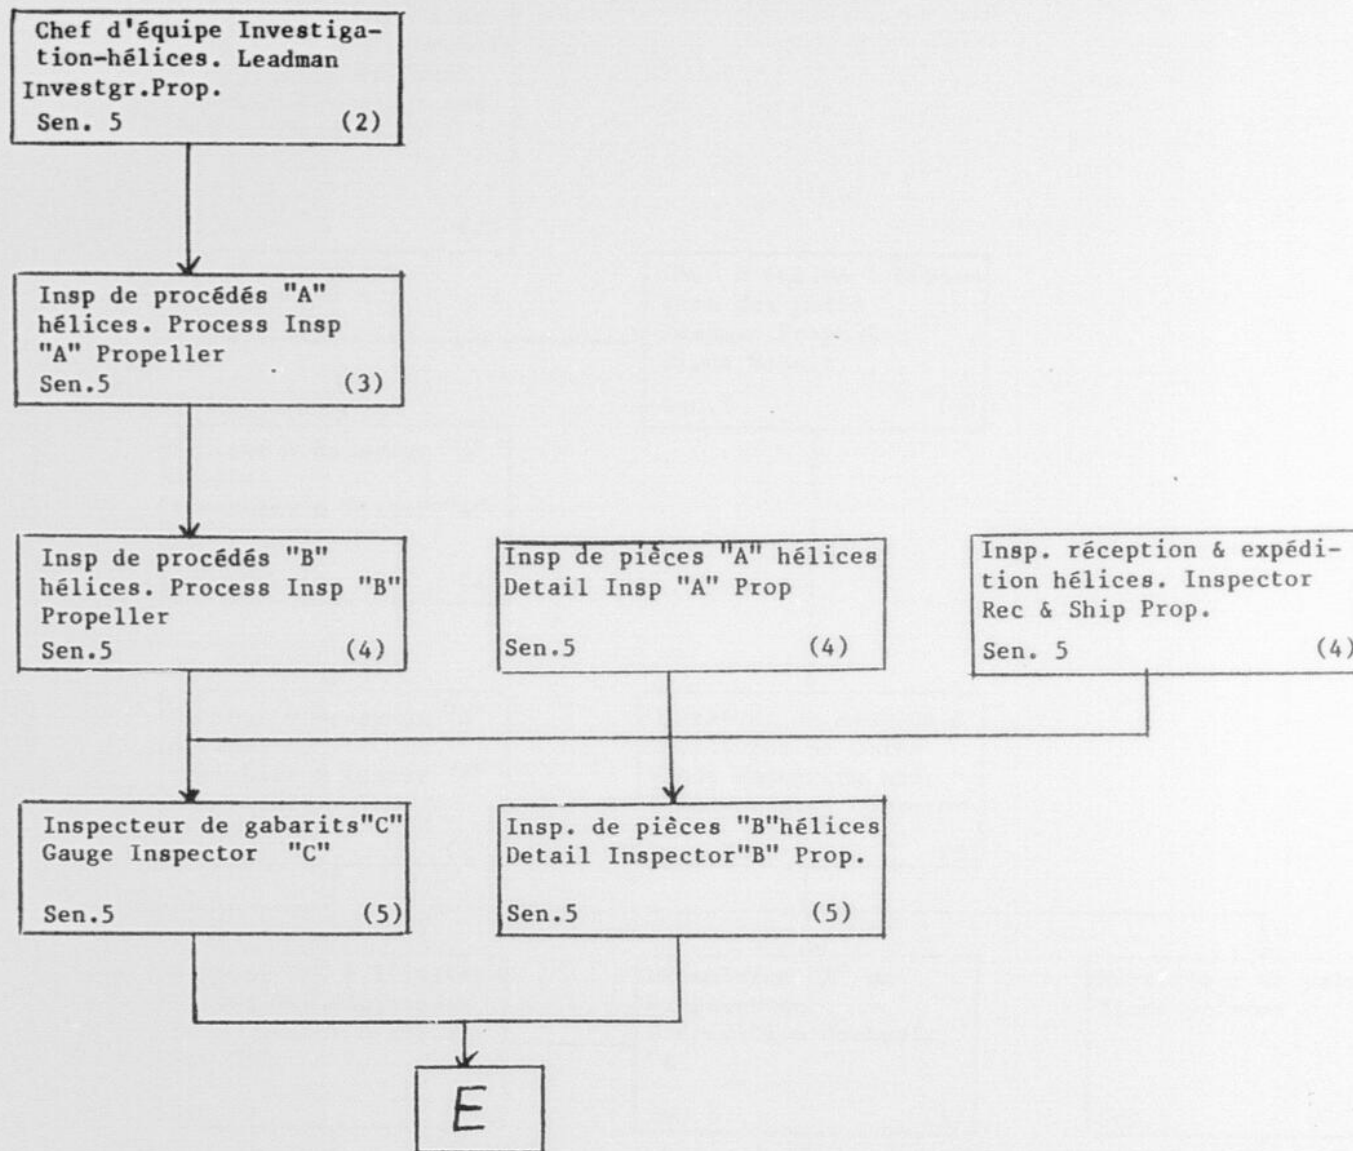 Chef d'équipe Investiga-
tion-hélices. Leadman
Investgr.Prop.
Sen. 5 (2)
Insp de procédés "A"
hélices. Process Insp
"A" Propeller
Sen.5 (3)
Insp de procédés "B"
hélices. Process Insp "B"
Propeller
Sen.5 (4)
Insp de pièces "A" hélices
Detail Insp "A" Prop
Sen.5 (4)
Insp. réception & expédi-
tion hélices. Inspector
Rec & Ship Prop.
Sen. 5 (4)
Inspecteur de gabarits"C"
Gauge Inspector "C"
Sen.5 (5)
Insp. de pièces "B"hélices
Detail Inspector"B" Prop.
Sen.5 (5)
E